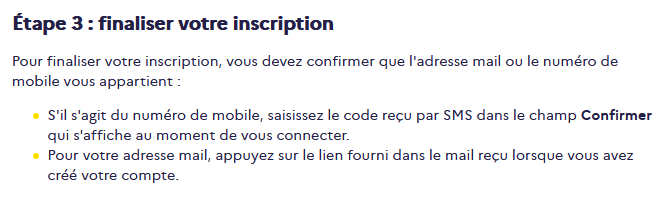 Étape 3 : finaliser votre inscription
Pour finaliser votre inscription, vous devez confirmer que l'adresse mail ou le numéro de
mobile vous appartient :
S'il s'agit du numéro de mobile, saisissez le code reçu par SMS dans le champ Confirmer
qui s'affiche au moment de vous connecter.
Pour votre adresse mail, appuyez sur le lien fourni dans le mail reçu lorsque vous avez
créé votre compte.